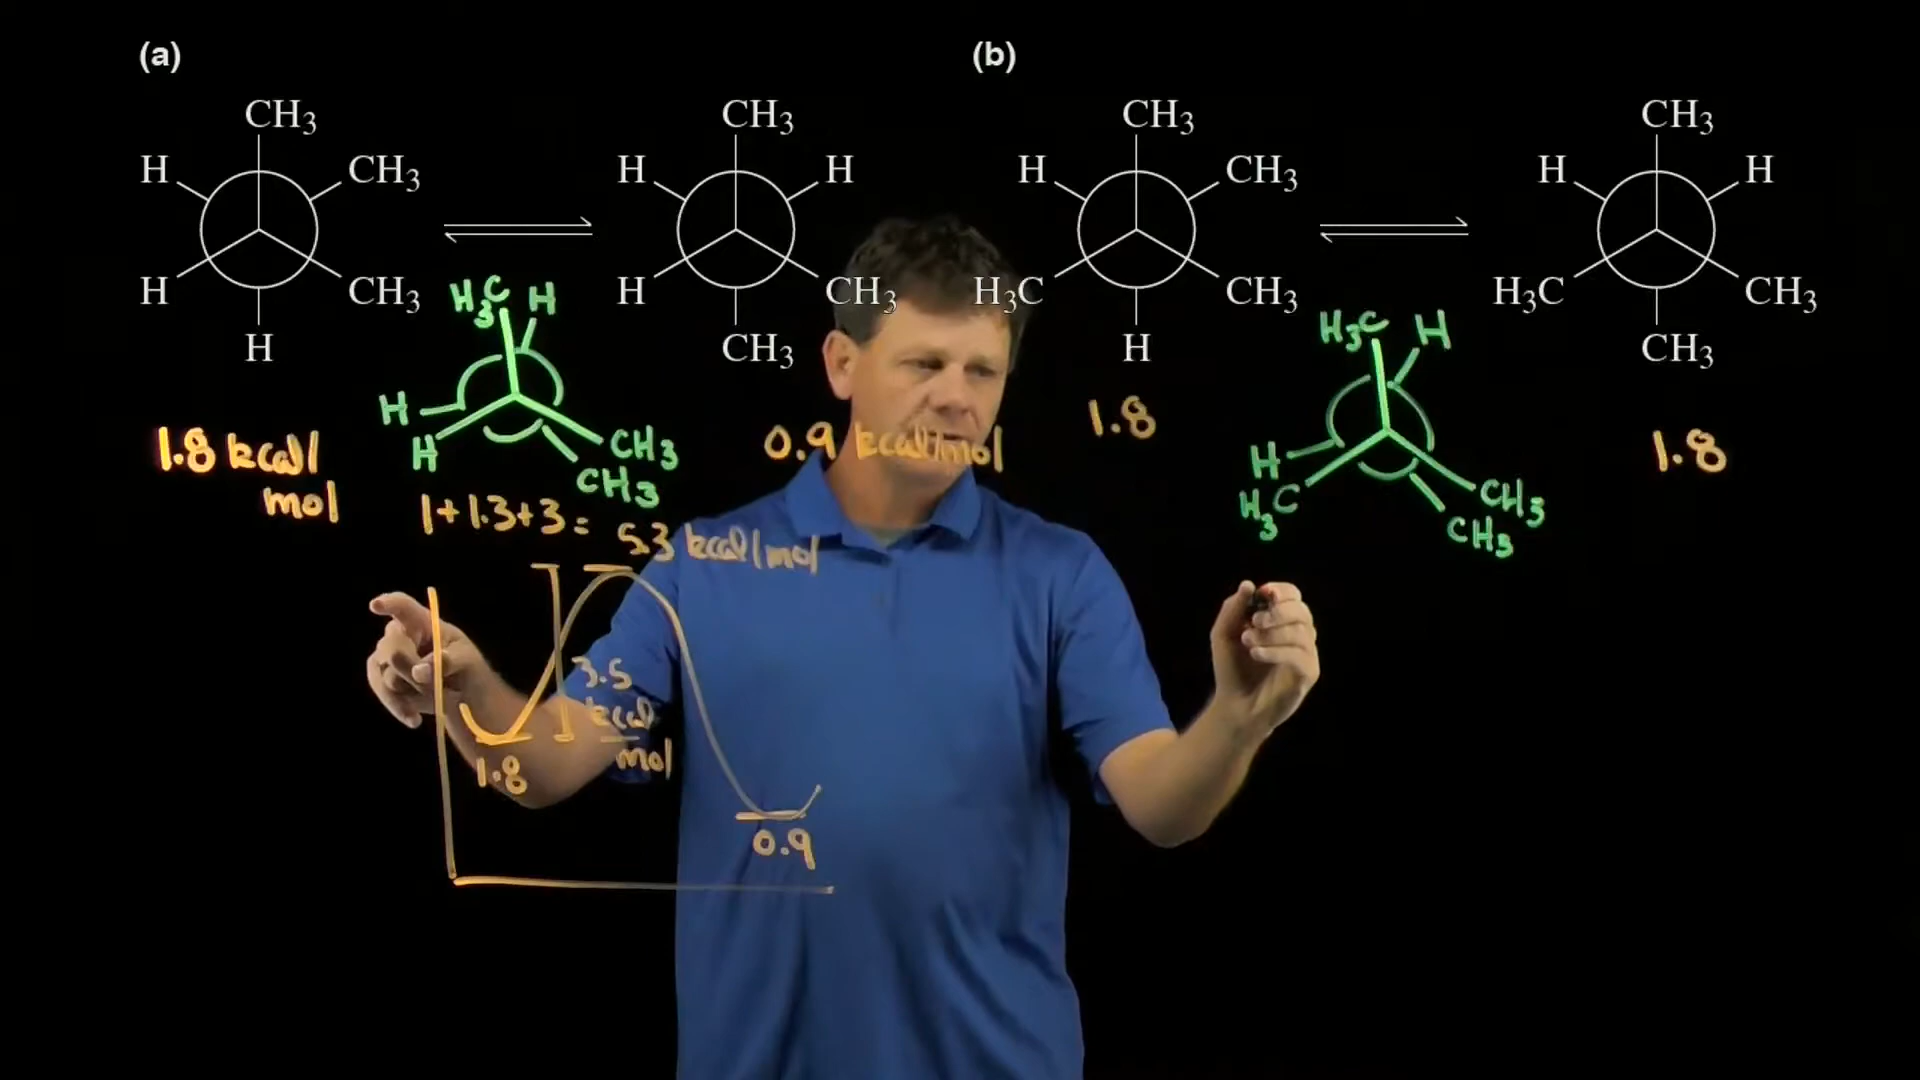 (a)
CH3
H
CH3
H
CH3
H
CH3
H
H
H
CH3
CH3
(b)
CH3
H
CH3
H3C
CH3
H
CH3
H
H
H3C
CH3
CH3
H3C
H
H
H
CH3
CH3
1.8 kcal/
mol
0.9 kcal/mol
1+1.3+3=
5.3 kcal/mol
3.5
kcal
mol
1.8
0.9
1.8
H3C
H
H
H3C
CH3
CH3
1.8